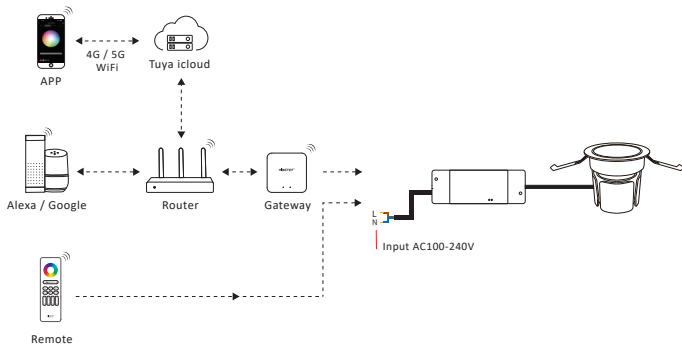 4G / 5G
WiFi
APP
Tuya icloud
Alexa / Google
Router
Gateway
L
N
Input AC100-240V
Remote